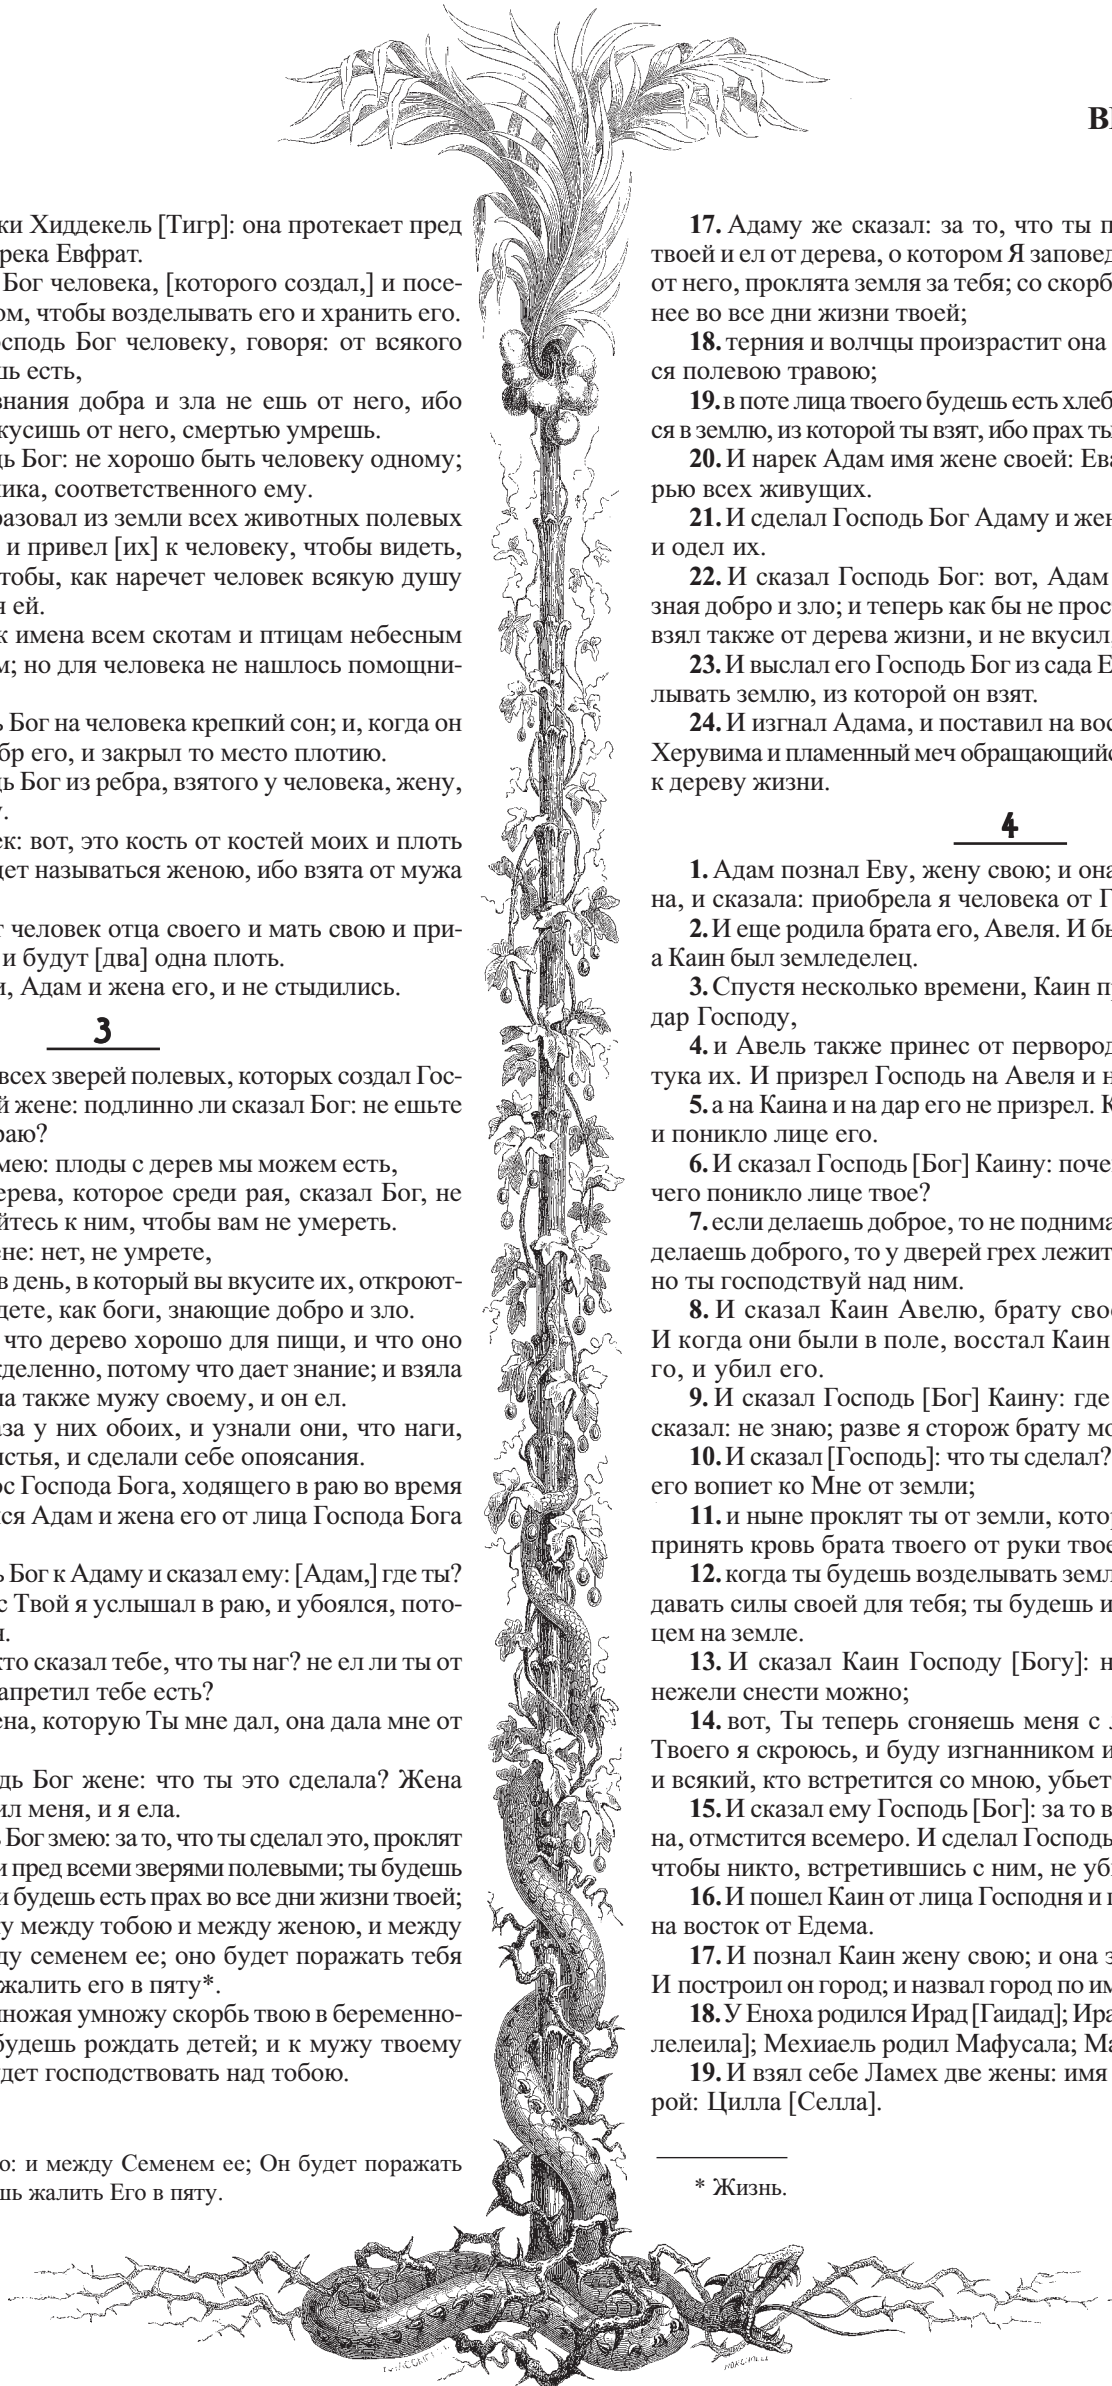 ки Хиддекель [Тигр]: она протекает пред
река Евфрат.
Бог человека, [которого создал,] и посе-
ом, чтобы возделывать его и хранить его.
сподь Бог человеку, говоря: от всякого
шь есть,
знания добра и зла не ешь от него, ибо
кусишь от него, смертью умрешь.
дь Бог: не хорошо быть человеку одному;
ника, соответственного ему.
разовал из земли всех животных полевых
и привел [их] к человеку, чтобы видеть,
тобы, как наречет человек всякую душу
я ей.
к имена всем скотам и птицам небесным
м; но для человека не нашлось помощни-
ь Бог на человека крепкий сон; и, когда он
бр его, и закрыл то место плотию.
дь Бог из ребра, взятого у человека, жену,
у.
ек: вот, это кость от костей моих и плоть
дет называться женою, ибо взята от мужа
т человек отца своего и мать свою и при-
и будут [два] одна плоть.
и, Адам и жена его, и не стыдились.
3
всех зверей полевых, которых создал Гос-
й жене: подлинно ли сказал Бог: не ешьте
раю?
мею: плоды с дерев мы можем есть,
ерева, которое среди рая, сказал Бог, не
йтесь к ним, чтобы вам не умереть.
ене: нет, не умрете,
в день, в который вы вкусите их, откроют-
дете, как боги, знающие добро и зло.
что дерево хорошо для пищи, и что оно
жделенно, потому что дает знание; и взяла
ла также мужу своему, и он ел.
аза у них обоих, и узнали они, что наги,
истья, и сделали себе опоясания.
ос Господа Бога, ходящего в раю во время
лся Адам и жена его от лица Господа Бога
ь Бог к Адаму и сказал ему: [Адам,] где ты?
с Твой я услышал в раю, и убоялся, пото-
я.
кто сказал тебе, что ты наг? не ел ли ты от
апретил тебе есть?
ена, которую Ты мне дал, она дала мне от
дь Бог жене: что ты это сделала? Жена
ил меня, и я ела.
ь Бог змею: за то, что ты сделал это, проклят
и пред всеми зверями полевыми; ты будешь
и будешь есть прах во все дни жизни твоей;
у между тобою и между женою, и между
ду семенем ее; оно будет поражать тебя
жалить его в пяту*.
множая умножу скорбь твою в беременно-
будешь рождать детей; и к мужу твоему
удет господствовать над тобою.
о: и между Семенем ее; Он будет поражать
шь жалить Его в пяту.
17. Адаму же сказал: за то, что ты п
твоей и ел от дерева, о котором Я заповед
от него, проклята земля за тебя; со скорб
нее во все дни жизни твоей;
18. терния и волчцы произрастит она
ся полевою травою;
19. в поте лица твоего будешь есть хлеб
ся в землю, из которой ты взят, ибо прах ты
20. И нарек Адам имя жене своей: Ева
рью всех живущих.
21. И сделал Господь Бог Адаму и жен
и одел их.
22. И сказал Господь Бог: вот, Адам
зная добро и зло; и теперь как бы не прос
взял также от дерева жизни, и не вкусил,
23. И выслал его Господь Бог из сада Е
лывать землю, из которой он взят.
24. И изгнал Адама, и поставил на вос
Херувима и пламенный меч обращающийс
к дереву жизни.
4
1. Адам познал Еву, жену свою; и она
на, и сказала: приобрела я человека от Г
2. И еще родила брата его, Авеля. И бы
а Каин был земледелец.
3. Спустя несколько времени, Каин пр
дар Господу,
4. и Авель также принес от первород
тука их. И призрел Господь на Авеля и н
5. а на Каина и на дар его не призрел. К
и поникло лице его.
6. И сказал Господь [Бог] Каину: поче
чего поникло лице твое?
7. если делаешь доброе, то не поднима
делаешь доброго, то у дверей грех лежит
но ты господствуй над ним.
8. И сказал Каин Авелю, брату свое
И когда они были в поле, восстал Каин
го, и убил его.
9. И сказал Господь [Бог] Каину: где
сказал: не знаю; разве я сторож брату мо
10. И сказал [Господь]: что ты сделал?
его вопиет ко Мне от земли;
11. и ныне проклят ты от земли, котор
принять кровь брата твоего от руки твое
12. когда ты будешь возделывать земл
давать силы своей для тебя; ты будешь и
цем на земле.
13. И сказал Каин Господу [Богу]: н
нежели снести можно;
14. вот, Ты теперь сгоняешь меня с л
Твоего я скроюсь, и буду изгнанником и
и всякий, кто встретится со мною, убьет
15. И сказал ему Господь [Бог]: за то в
на, отмстится всемеро. И сделал Господь
чтобы никто, встретившись с ним, не уб
16. И пошел Каин от лица Господня и п
на восток от Едема.
17. И познал Каин жену свою; и она з
И построил он город; и назвал город по им
18. У Еноха родился Ирад [Гаидад]; Ира
лелеила]; Мехиаель родил Мафусала; Ма
19. И взял себе Ламех две жены: имя
рой: Цилла [Селла].
* Жизнь.